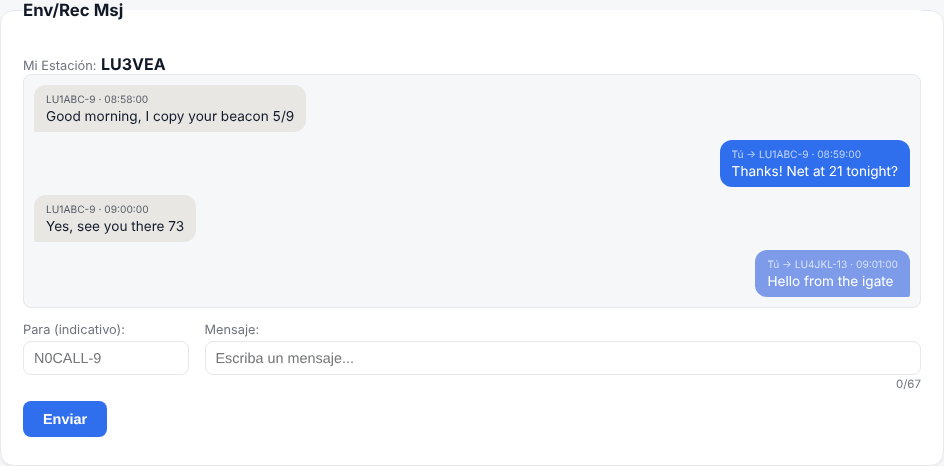 Env/Rec Msj
Mi Estación: LU3VEA
LU1ABC-9 · 08:58:00
Good morning, I copy your beacon 5/9
Tú → LU1ABC-9 · 08:59:00
Thanks! Net at 21 tonight?
LU1ABC-9 · 09:00:00
Yes, see you there 73
Tú → LU4JKL-13 · 09:01:00
Hello from the igate
Para (indicativo):
Mensaje:
N0CALL-9
Escriba un mensaje...
0/67
Enviar